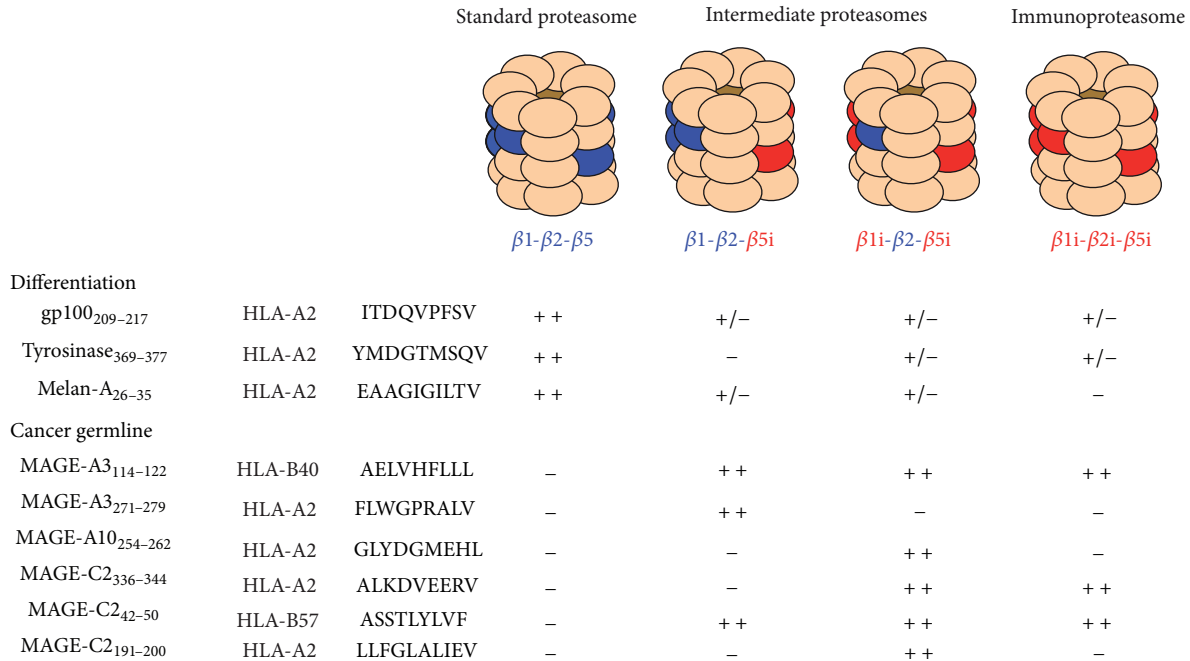 Standard proteasome Intermediate proteasomes Immunoproteasome
β1-β2-β5 β1-β2-β5i β1i-β2-β5i β1i-β2i-β5i
Differentiation
gp100209–217 HLA-A2 ITDQVPFSV ++ +/− +/− +/−
Tyrosinase369–377 HLA-A2 YMDGTMSQV ++ − +/− +/−
Melan-A26–35 HLA-A2 EAAGIGILTV ++ +/− +/− −
Cancer germline
MAGE-A3114–122 HLA-B40 AELVHFLLL − ++ ++ ++
MAGE-A3271–279 HLA-A2 FLWGPRALV − ++ − −
MAGE-A10254–262 HLA-A2 GLYDGMEHL − − ++ −
MAGE-C2336–344 HLA-A2 ALKDVEERV − − ++ ++
MAGE-C242–50 HLA-B57 ASSTLYLVF − ++ ++ ++
MAGE-C2191–200 HLA-A2 LLFGLALIEV − − ++ −